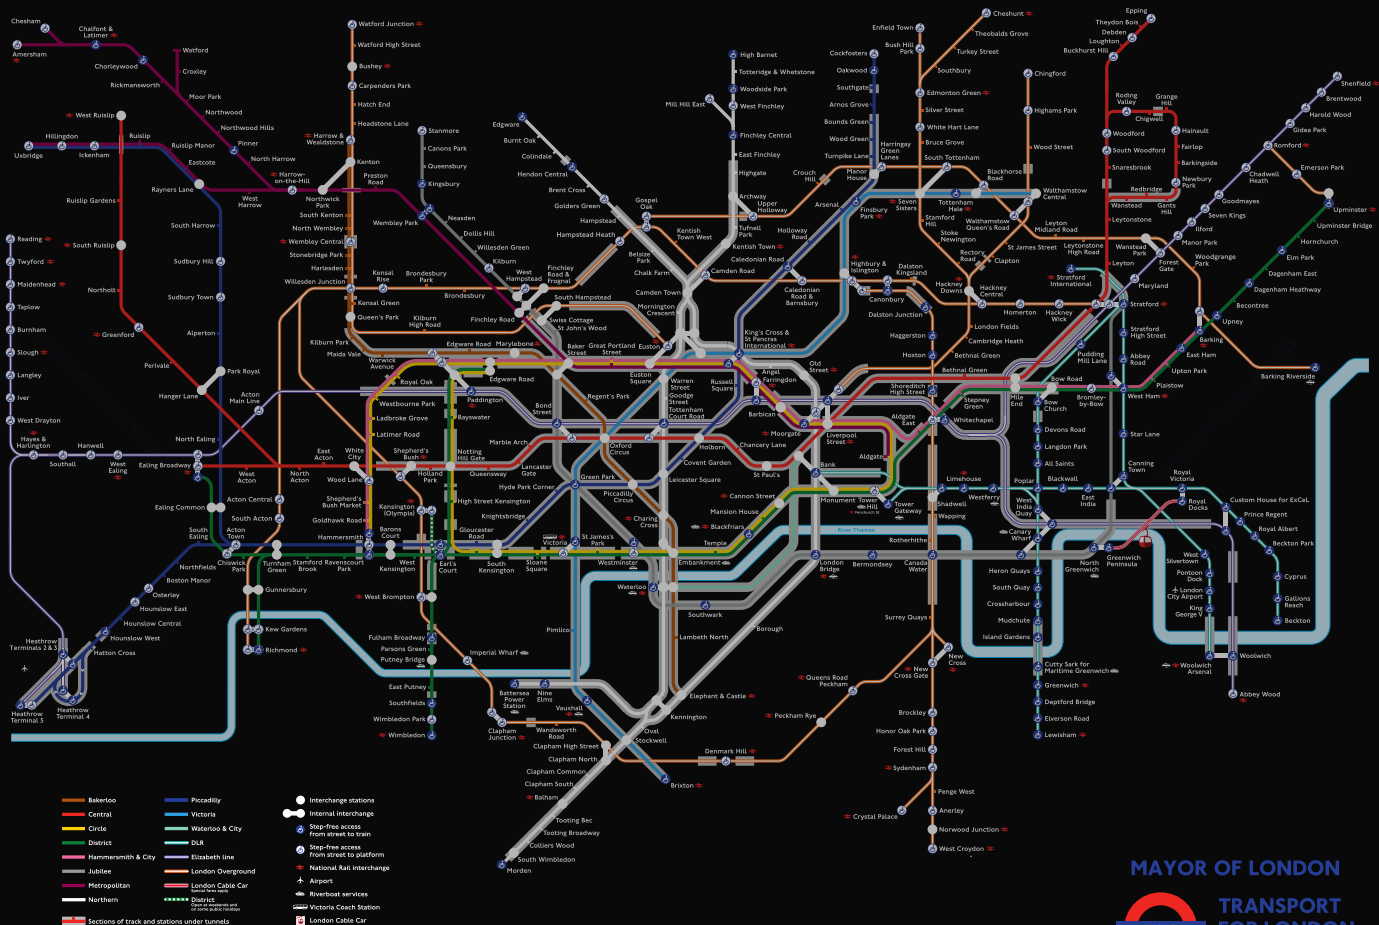 Chesham
Chalfont &
Latimer
Amersham
Chorleywood
Rickmansworth
Watford
Croxley
Moor Park
Northwood
Northwood Hills
Pinner
North Harrow
Harrow-
on-the-Hill
West
Harrow
Northwick
Park
Preston
Road
Wembley Park
West Ruislip
Hillingdon
Ruislip
Ruislip Manor
Eastcote
Uxbridge
Ickenham
Rayners Lane
Ruislip Gardens
South Ruislip
Northolt
Greenford
Perivale
Hanger Lane
South Harrow
Sudbury Hill
Sudbury Town
Alperton
Park Royal
North Ealing
Ealing Broadway
Ealing Common
South
Ealing
Northfields
Boston Manor
Osterley
Hounslow East
Hounslow Central
Hounslow West
Hatton Cross
Heathrow
Terminals 2 & 3
Heathrow
Terminal 5
Heathrow
Terminal 4
Reading
Twyford
Maidenhead
Taplow
Burnham
Slough
Langley
Iver
West Drayton
Hayes &
Harlington
Southall
Hanwell
West
Ealing
West
Acton
North
Acton
East
Acton
White
City
Acton
Main Line
Acton Central
South Acton
Acton
Town
Chiswick
Park
Turnham
Green
Stamford
Brook
Ravenscourt
Park
Gunnersbury
Kew Gardens
Richmond
Watford Junction
Watford High Street
Bushey
Carpenders Park
Hatch End
Headstone Lane
Harrow &
Wealdstone
Kenton
South Kenton
North Wembley
Wembley Central
Stonebridge Park
Harlesden
Willesden Junction
Kensal Green
Queen's Park
Kilburn Park
Maida Vale
Warwick
Avenue
Kensal
Rise
Brondesbury
Park
Brondesbury
Kilburn
High Road
Stanmore
Canons Park
Queensbury
Kingsbury
Neasden
Dollis Hill
Willesden Green
Kilburn
West
Hampstead
Finchley
Road &
Frognal
Finchley Road
South Hampstead
Swiss Cottage
St John's Wood
Edgware
Burnt Oak
Colindale
Hendon Central
Brent Cross
Golders Green
Hampstead
Hampstead Heath
Belsize
Park
Chalk Farm
Camden Town
Mornington
Crescent
Euston
Gospel
Oak
Kentish
Town West
High Barnet
Totteridge & Whetstone
Woodside Park
Mill Hill East
West Finchley
Finchley Central
East Finchley
Highgate
Archway
Upper
Holloway
Tufnell
Park
Kentish Town
Camden Road
Crouch
Hill
Caledonian Road
Holloway
Road
Arsenal
Caledonian
Road &
Barnsbury
Cockfosters
Oakwood
Southgate
Arnos Grove
Bounds Green
Wood Green
Turnpike Lane
Harringay
Green
Lanes
Manor
House
Finsbury
Park
Highbury &
Islington
Canonbury
Dalston
Kingsland
Dalston Junction
Haggerston
Hoxton
Shoreditch
High Street
Enfield Town
Bush Hill
Park
Cheshunt
Theobalds Grove
Turkey Street
Southbury
Edmonton Green
Silver Street
White Hart Lane
Bruce Grove
South Tottenham
Seven
Sisters
Tottenham
Hale
Blackhorse
Road
Stamford
Hill
Stoke
Newington
Rectory
Road
Clapton
Hackney
Downs
Hackney
Central
London Fields
Cambridge Heath
Bethnal Green
Chingford
Highams Park
Wood Street
Walthamstow
Central
Walthamstow
Queen's Road
St James Street
Leyton
Midland Road
Leytonstone
High Road
Homerton
Hackney
Wick
Epping
Theydon Bois
Debden
Loughton
Buckhurst Hill
Roding
Valley
Grange
Hill
Chigwell
Hainault
Fairlop
Barkingside
Newbury
Park
Gants
Hill
Redbridge
Wanstead
Woodford
South Woodford
Snaresbrook
Leytonstone
Leyton
Stratford
International
Stratford
Stratford
High Street
Abbey
Road
Pudding
Mill Lane
Wanstead
Park
Forest
Gate
Maryland
Woodgrange
Park
Manor Park
Ilford
Seven Kings
Goodmayes
Chadwell
Heath
Romford
Gidea Park
Harold Wood
Brentwood
Shenfield
Emerson Park
Upminster
Upminster Bridge
Hornchurch
Elm Park
Dagenham East
Dagenham Heathway
Becontree
Upney
Barking
East Ham
Upton Park
Plaistow
West Ham
Barking Riverside
Edgware Road
Marylebone
Baker
Street
Great Portland
Street
Euston
Square
King's Cross &
St Pancras
International
Angel
Farringdon
Old
Street
Barbican
Moorgate
Liverpool
Street
Aldgate
East
Aldgate
Whitechapel
Stepney
Green
Bethnal Green
Mile
End
Bow Road
Bow
Church
Bromley-
by-Bow
Devons Road
Langdon Park
All Saints
Star Lane
Canning
Town
Royal Oak
Westbourne Park
Ladbroke Grove
Latimer Road
Wood Lane
Shepherd's
Bush Market
Goldhawk Road
Hammersmith
Shepherd's
Bush
Holland
Park
Notting
Hill Gate
Queensway
Lancaster
Gate
Marble Arch
Bayswater
Paddington
Edgware Road
Bond
Street
Regent's Park
Oxford
Circus
Warren
Street
Goodge
Street
Tottenham
Court Road
Russell
Square
Holborn
Chancery Lane
St Paul's
Bank
Covent Garden
Leicester Square
Green Park
Piccadilly
Circus
Hyde Park Corner
Knightsbridge
High Street Kensington
Kensington
(Olympia)
Barons
Court
West
Kensington
Earl's
Court
Gloucester
Road
South
Kensington
Sloane
Square
Victoria
St James's
Park
Westminster
Charing
Cross
Embankment
Temple
Blackfriars
Mansion House
Cannon Street
Monument
Tower
Hill
Fenchurch St
Tower
Gateway
River Thames
Waterloo
Southwark
London
Bridge
Bermondsey
Canada
Water
Rotherhithe
Wapping
Shadwell
Limehouse
Westferry
Poplar
Blackwall
East
India
West
India
Quay
Canary
Wharf
Heron Quays
South Quay
Crossharbour
Mudchute
Island Gardens
Cutty Sark for
Maritime Greenwich
Greenwich
Deptford Bridge
Elverson Road
Lewisham
North
Greenwich
Greenwich
Peninsula
Royal
Victoria
Royal
Docks
Custom House for ExCeL
Prince Regent
Royal Albert
Beckton Park
Cyprus
Gallions
Reach
Beckton
West
Silvertown
Pontoon
Dock
London
City Airport
King
George V
Woolwich
Arsenal
Woolwich
Abbey Wood
West Brompton
Fulham Broadway
Parsons Green
Putney Bridge
East Putney
Southfields
Wimbledon Park
Wimbledon
Imperial Wharf
Clapham
Junction
Battersea
Power
Station
Nine
Elms
Wandsworth
Road
Pimlico
Vauxhall
Lambeth North
Borough
Elephant & Castle
Kennington
Oval
Stockwell
Clapham High Street
Clapham North
Clapham Common
Clapham South
Balham
Tooting Bec
Tooting Broadway
Colliers Wood
South Wimbledon
Morden
Brixton
Denmark Hill
Peckham Rye
Queens Road
Peckham
Surrey Quays
New
Cross
New
Cross Gate
Brockley
Honor Oak Park
Forest Hill
Sydenham
Penge West
Crystal Palace
Anerley
Norwood Junction
West Croydon
Bakerloo
Central
Circle
District
Hammersmith & City
Jubilee
Metropolitan
Northern
Sections of track and stations under tunnels
Piccadilly
Victoria
Waterloo & City
DLR
Elizabeth line
London Overground
London Cable Car
Special fares apply
District
Open at weekends and
on some public holidays
Interchange stations
Internal interchange
Step-free access
from street to train
Step-free access
from street to platform
National Rail interchange
Airport
Riverboat services
Victoria Coach Station
London Cable Car
MAYOR OF LONDON
TRANSPORT
FOR LONDON